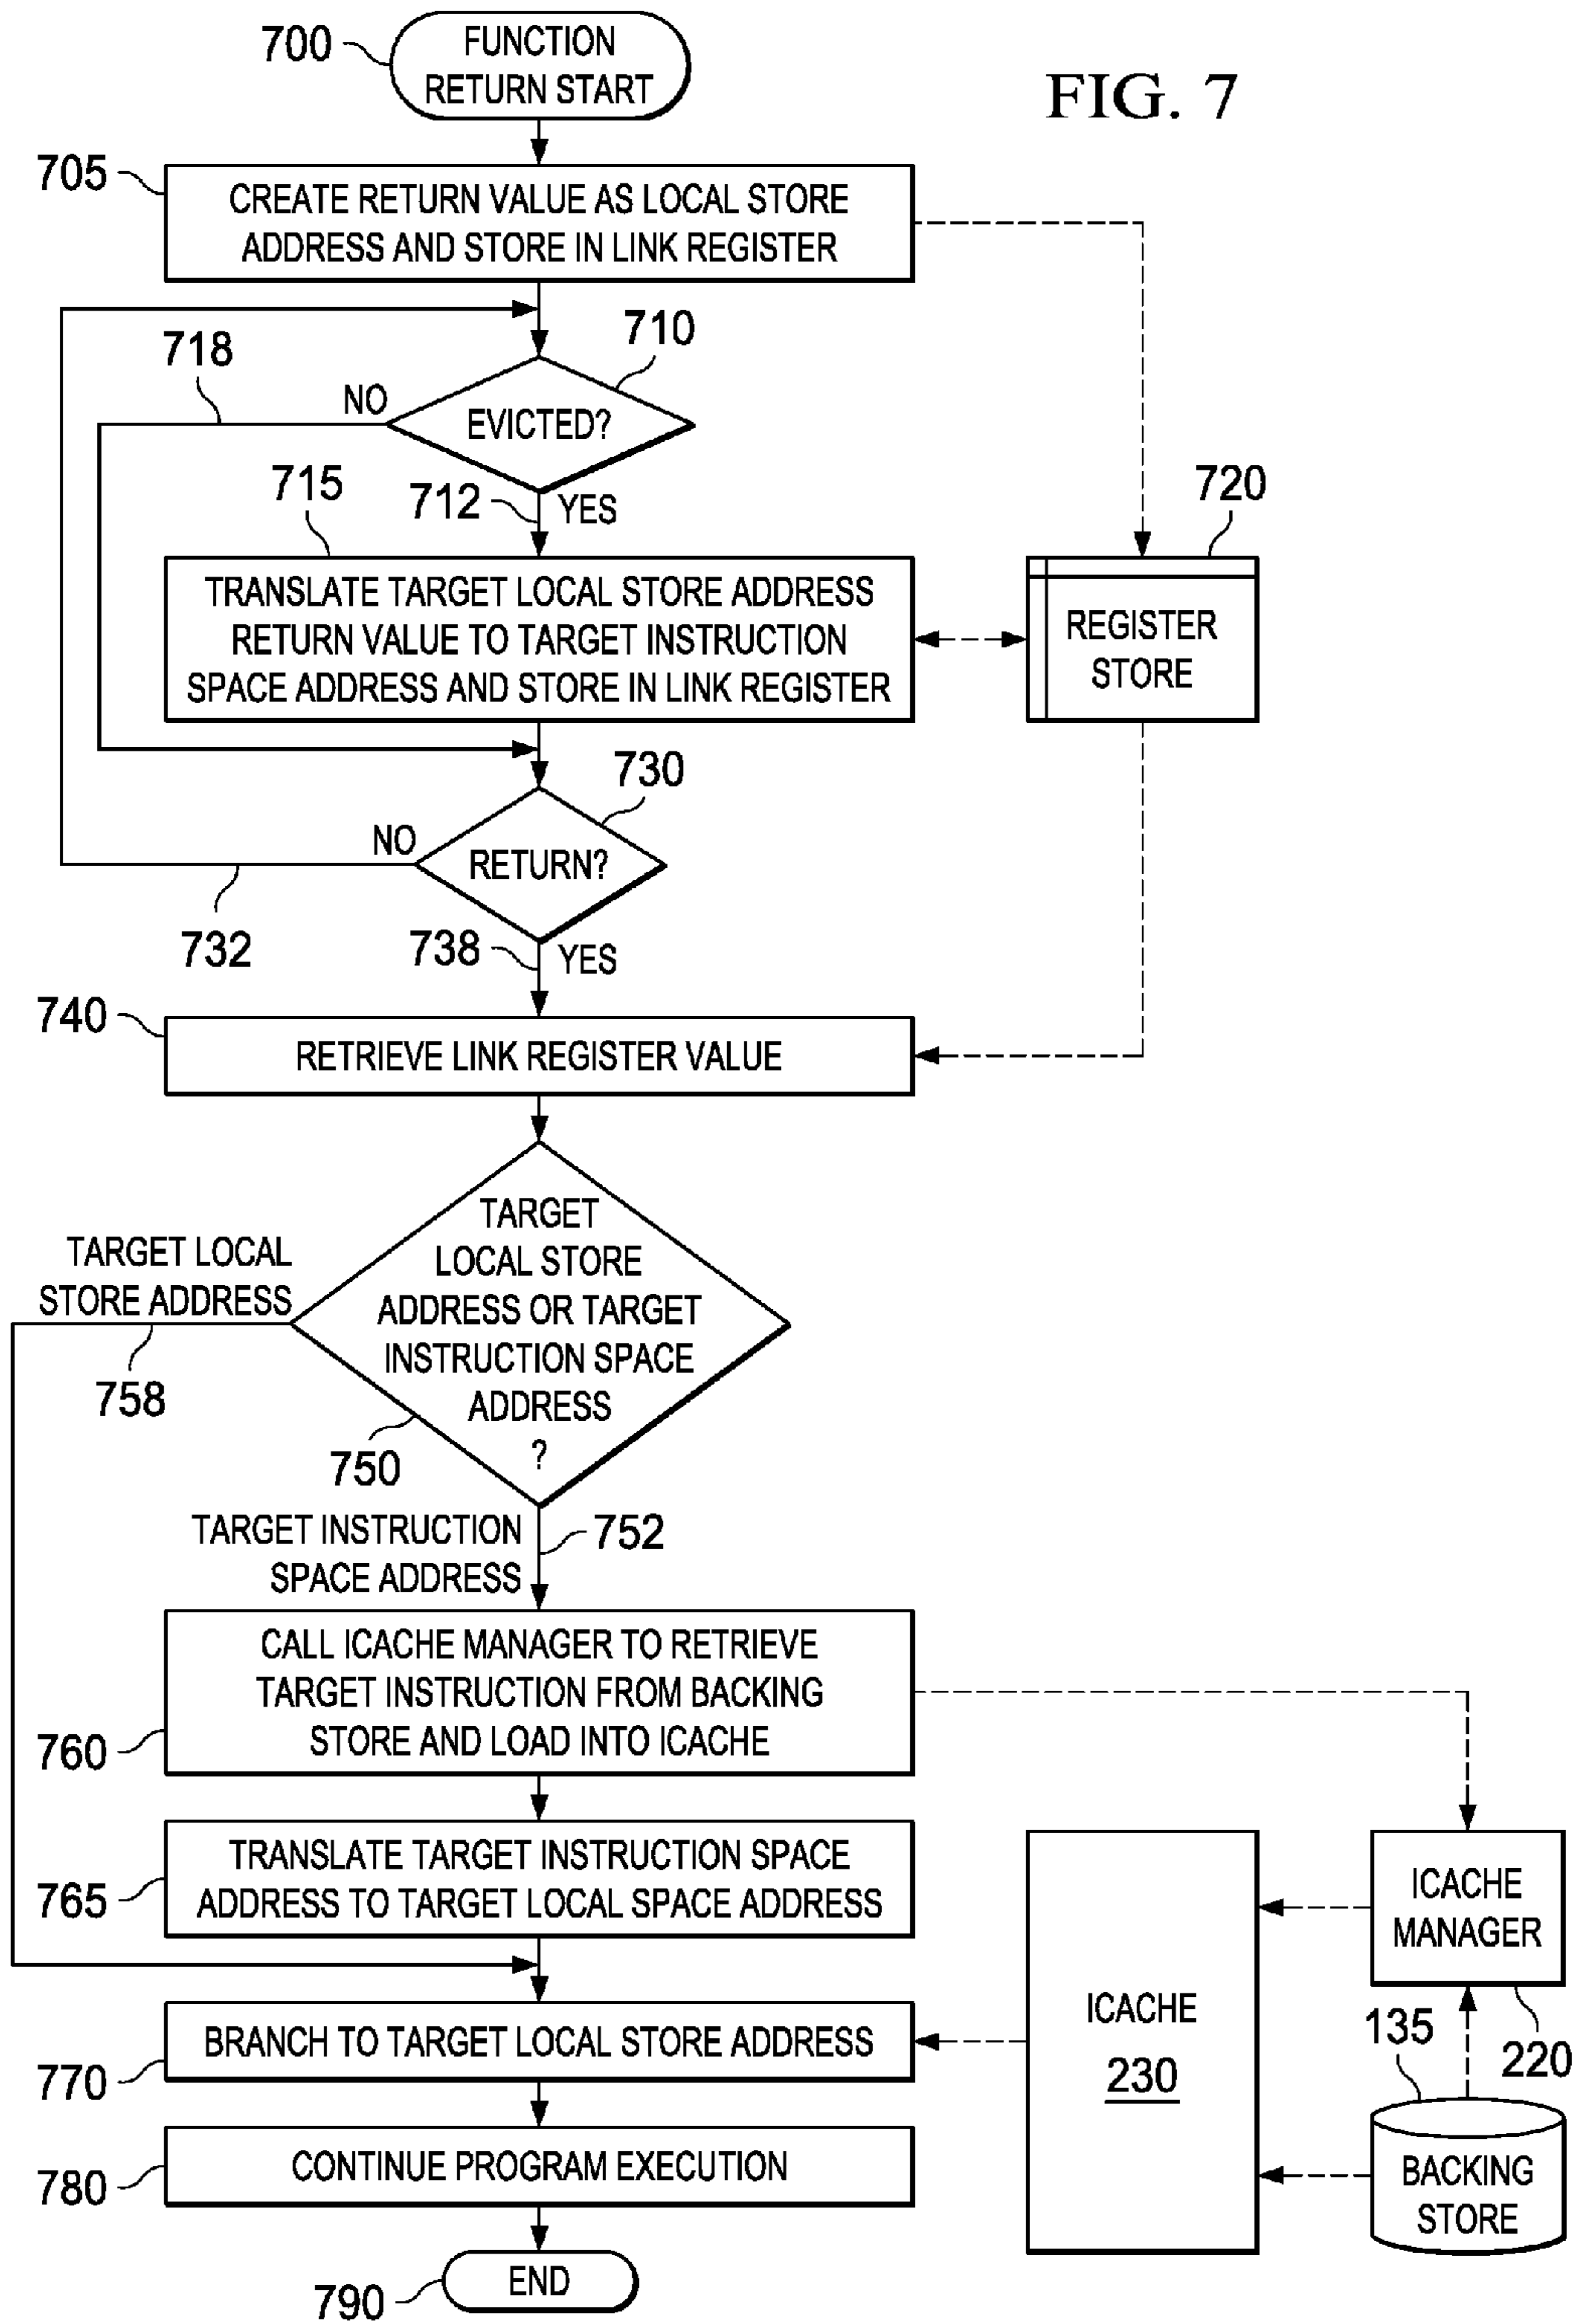 700
FUNCTION
RETURN START
FIG. 7
705
CREATE RETURN VALUE AS LOCAL STORE
ADDRESS AND STORE IN LINK REGISTER
718
710
NO
EVICTED?
715
712
YES
720
TRANSLATE TARGET LOCAL STORE ADDRESS
RETURN VALUE TO TARGET INSTRUCTION
SPACE ADDRESS AND STORE IN LINK REGISTER
REGISTER
STORE
730
NO
RETURN?
732
738
YES
740
RETRIEVE LINK REGISTER VALUE
TARGET
LOCAL STORE
ADDRESS OR TARGET
INSTRUCTION SPACE
ADDRESS
?
TARGET LOCAL
STORE ADDRESS
758
750
TARGET INSTRUCTION
SPACE ADDRESS
752
CALL ICACHE MANAGER TO RETRIEVE
TARGET INSTRUCTION FROM BACKING
STORE AND LOAD INTO ICACHE
760
TRANSLATE TARGET INSTRUCTION SPACE
ADDRESS TO TARGET LOCAL SPACE ADDRESS
765
ICACHE
MANAGER
220
ICACHE
230
135
BACKING
STORE
BRANCH TO TARGET LOCAL STORE ADDRESS
770
CONTINUE PROGRAM EXECUTION
780
END
790